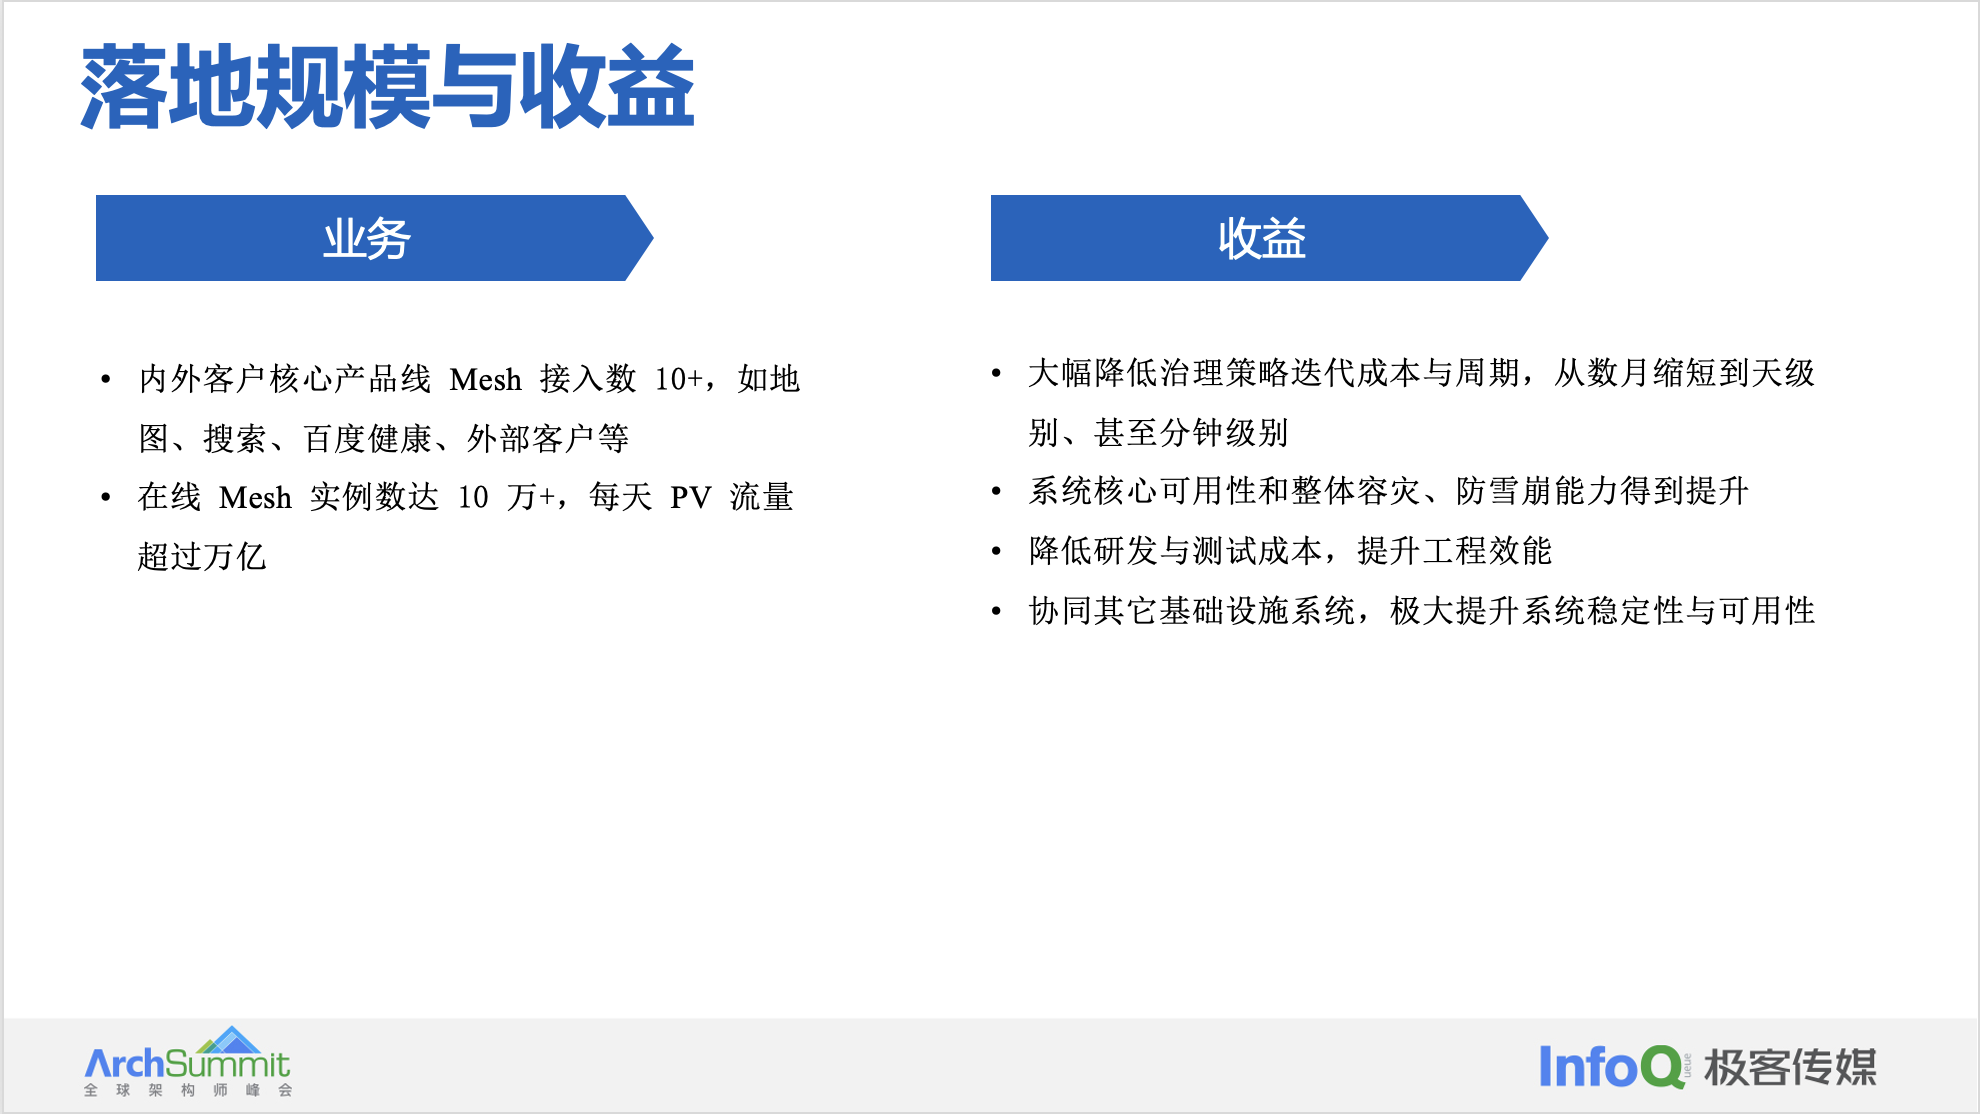 落地规模与收益
业务
• 内外客户核心产品线 Mesh 接入数 10+，如地
图、搜索、百度健康、外部客户等
• 在线 Mesh 实例数达 10 万+，每天 PV 流量
超过万亿
收益
• 大幅降低治理策略迭代成本与周期，从数月缩短到天级
别、甚至分钟级别
• 系统核心可用性和整体容灾、防雪崩能力得到提升
• 降低研发与测试成本，提升工程效能
• 协同其它基础设施系统，极大提升系统稳定性与可用性
ArchSummit
全球架构师峰会
InfoQ ueue 极客传媒